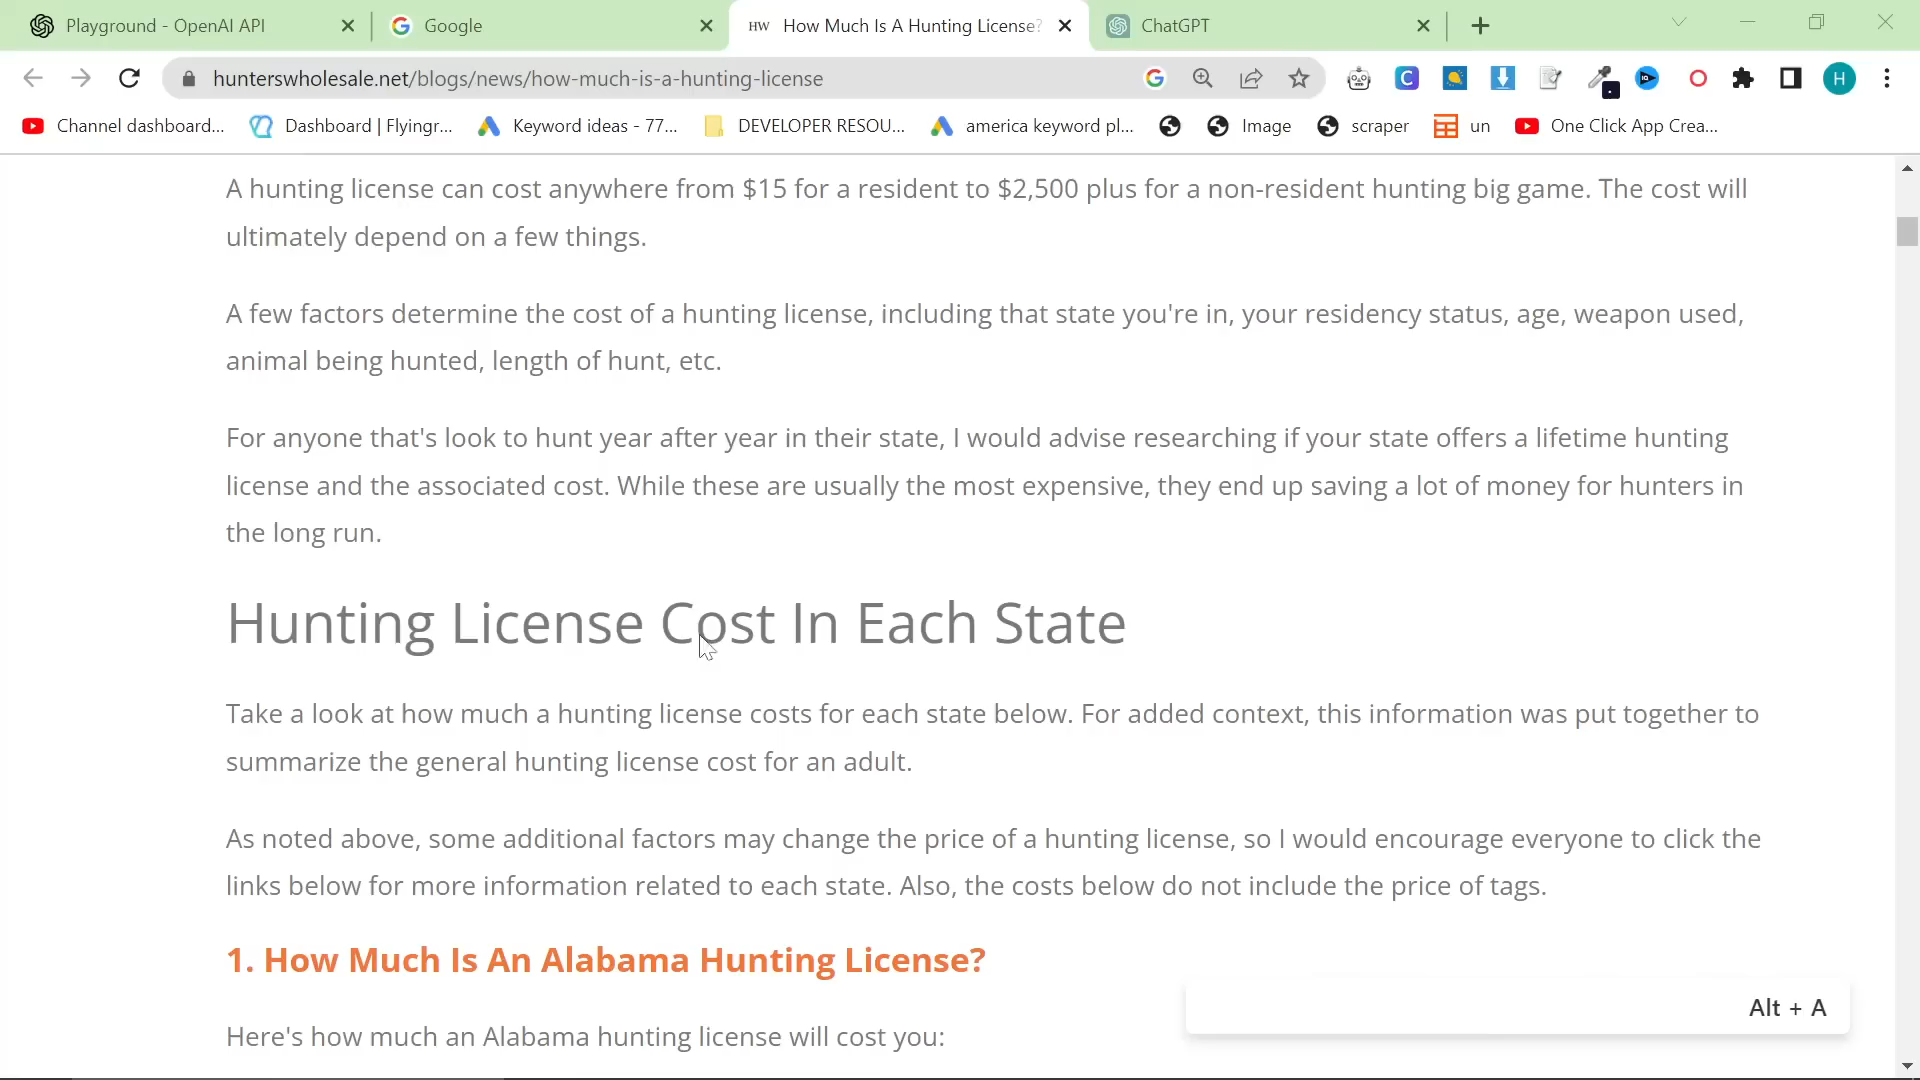 Playground - OpenAI API
Google
HW How Much Is A Hunting License?
ChatGPT
hunterswholesale.net/blogs/news/how-much-is-a-hunting-license
H
Channel dashboard...
Dashboard | Flyingr...
Keyword ideas - 77...
DEVELOPER RESOU...
america keyword pl...
Image
scraper
un
One Click App Crea...
A hunting license can cost anywhere from $15 for a resident to $2,500 plus for a non-resident hunting big game. The cost will
ultimately depend on a few things.
A few factors determine the cost of a hunting license, including that state you're in, your residency status, age, weapon used,
animal being hunted, length of hunt, etc.
For anyone that's look to hunt year after year in their state, I would advise researching if your state offers a lifetime hunting
license and the associated cost. While these are usually the most expensive, they end up saving a lot of money for hunters in
the long run.
Hunting License Cost In Each State
Take a look at how much a hunting license costs for each state below. For added context, this information was put together to
summarize the general hunting license cost for an adult.
As noted above, some additional factors may change the price of a hunting license, so I would encourage everyone to click the
links below for more information related to each state. Also, the costs below do not include the price of tags.
1. How Much Is An Alabama Hunting License?
Here's how much an Alabama hunting license will cost you:
Alt + A